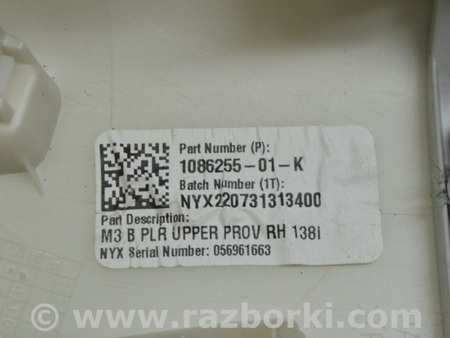 Part Number (P):
1086255-01-K
Batch Number (1T):
NYX220731313400
Part Description:
M3 B PLR UPPER PROV RH 138i
NYX Serial Number: 056961663
© www.razborki.com